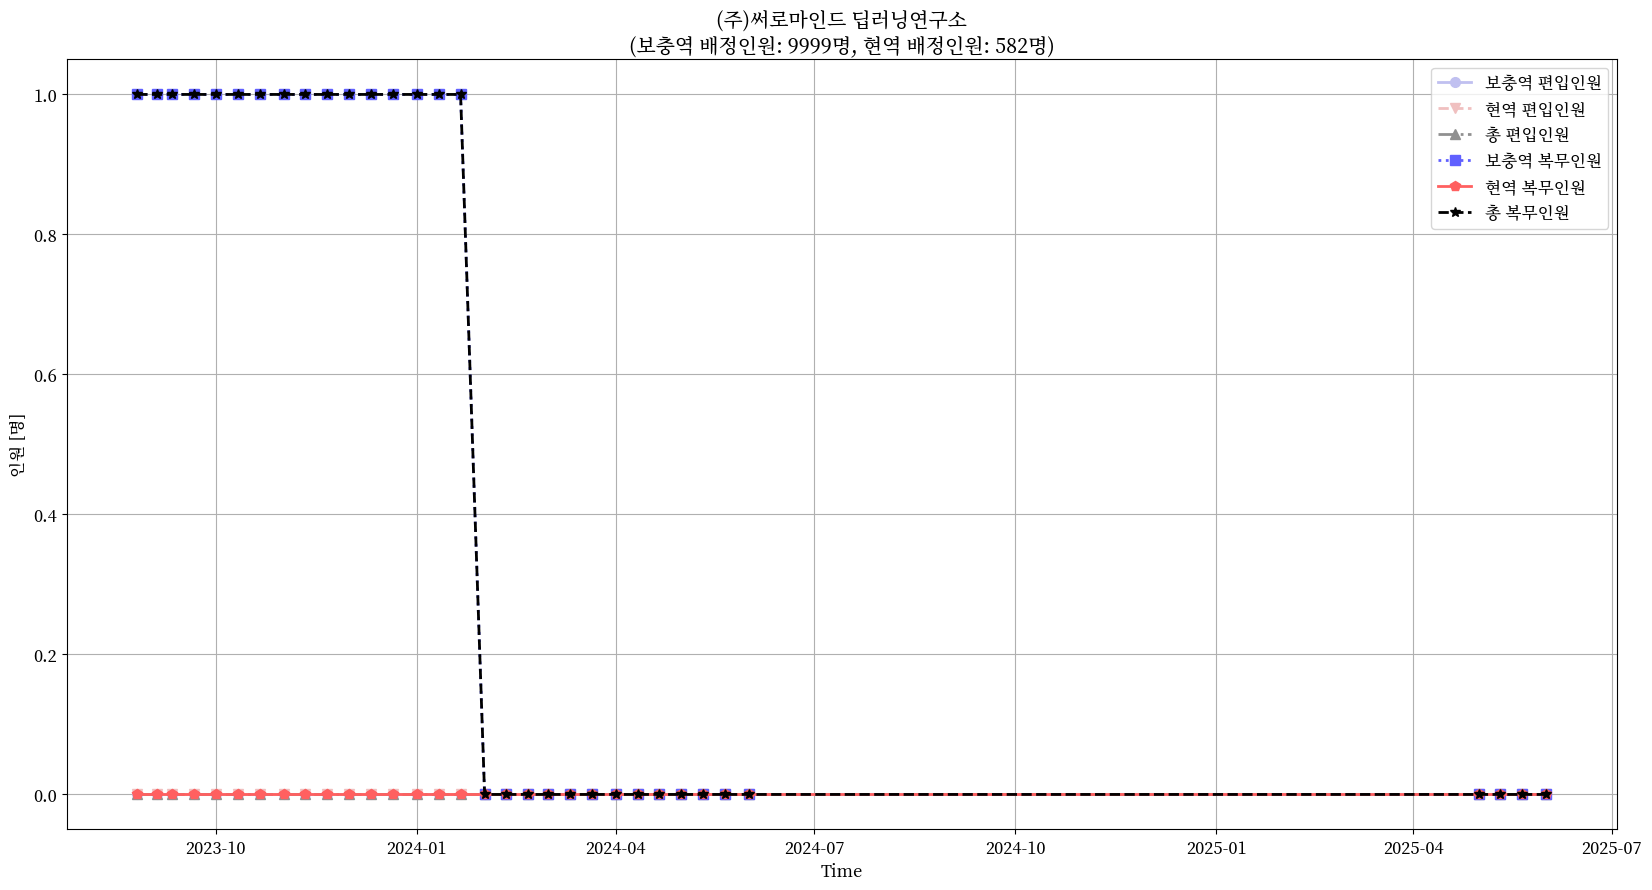 (주)써로마인드 딥러닝연구소
(보충역 배정인원: 9999명, 현역 배정인원: 582명)
보충역 편입인원
현역 편입인원
총 편입인원
보충역 복무인원
현역 복무인원
총 복무인원
인원 [명]
1.0
0.8
0.6
0.4
0.2
0.0
2023-10
2024-01
2024-04
2024-07
2024-10
2025-01
2025-04
2025-07
Time